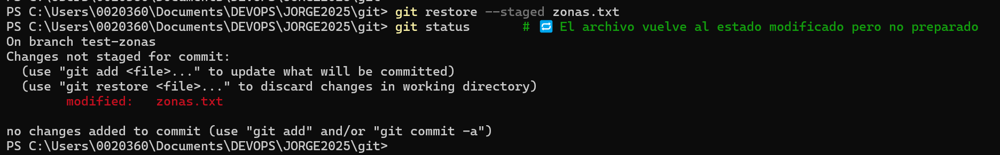 PS C:\Users\0020360\Documents\DEVOPS\JORGE2025\git> git restore --staged zonas.txt
PS C:\Users\0020360\Documents\DEVOPS\JORGE2025\git> git status       # 🔁 El archivo vuelve al estado modificado pero no preparado
On branch test-zonas
Changes not staged for commit:
  (use "git add <file>..." to update what will be committed)
  (use "git restore <file>..." to discard changes in working directory)
        modified:   zonas.txt

no changes added to commit (use "git add" and/or "git commit -a")
PS C:\Users\0020360\Documents\DEVOPS\JORGE2025\git>